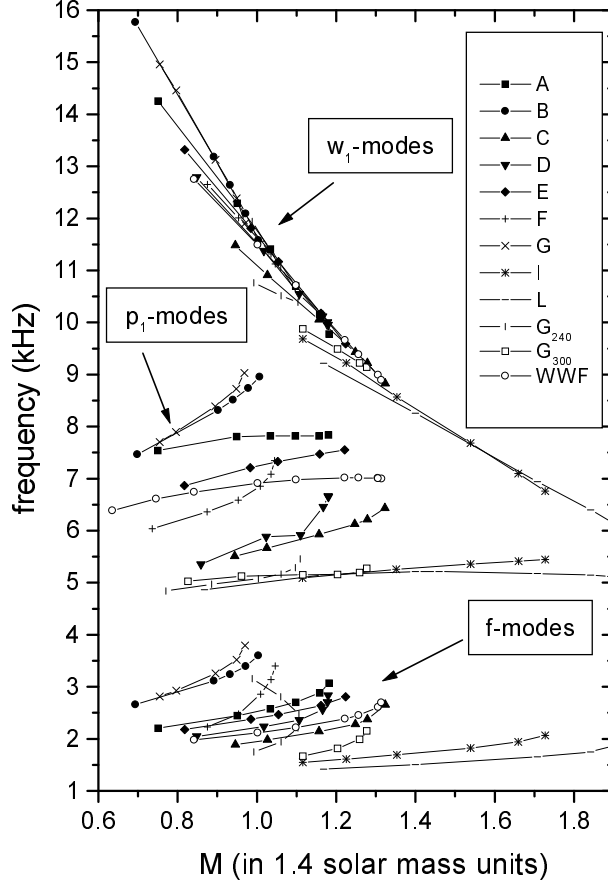 16
15
14
13
12
11
10
9
8
7
6
5
4
3
2
1
frequency (kHz)
w1-modes
p1-modes
f-modes
A
B
C
D
E
F
G
I
L
G240
G300
WWF
0.6 0.8 1.0 1.2 1.4 1.6 1.8
M (in 1.4 solar mass units)